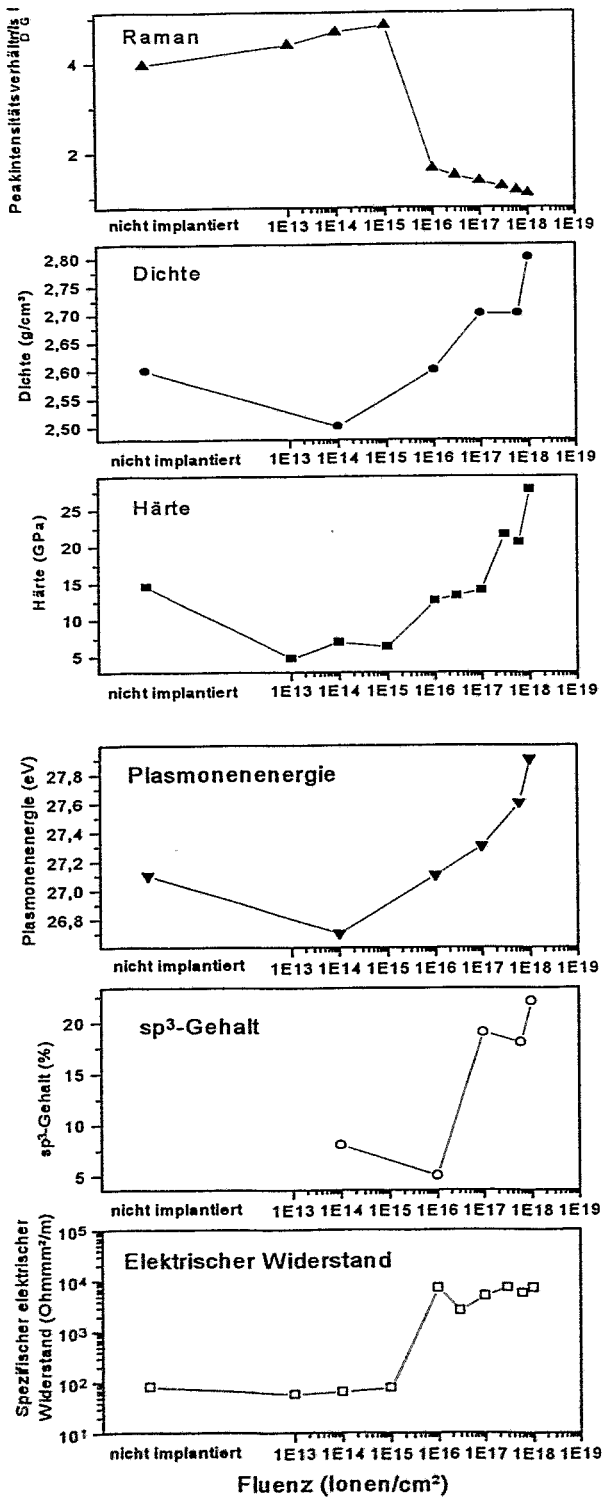 Peakintensitätsverhältnis I
D G
Raman
4
2
nicht implantiert 1E13 1E14 1E15 1E16 1E17 1E18 1E19
Dichte (g/cm³)
Dichte
2,80
2,75
2,70
2,65
2,60
2,55
2,50
nicht implantiert 1E13 1E14 1E15 1E16 1E17 1E18 1E19
Härte (GPa)
Härte
25
20
15
10
5
nicht implantiert 1E13 1E14 1E15 1E16 1E17 1E18 1E19
Plasmonenenergie (eV)
Plasmonenenergie
27,8
27,6
27,4
27,2
27,0
26,8
nicht implantiert 1E13 1E14 1E15 1E16 1E17 1E18 1E19
sp³-Gehalt (%)
sp³-Gehalt
20
15
10
5
nicht implantiert 1E13 1E14 1E15 1E16 1E17 1E18 1E19
Spezifischer elektrischer
Widerstand (Ohmmm²/m)
Elektrischer Widerstand
10⁵
10⁴
10³
10²
10¹
nicht implantiert 1E13 1E14 1E15 1E16 1E17 1E18 1E19
Fluenz (Ionen/cm²)